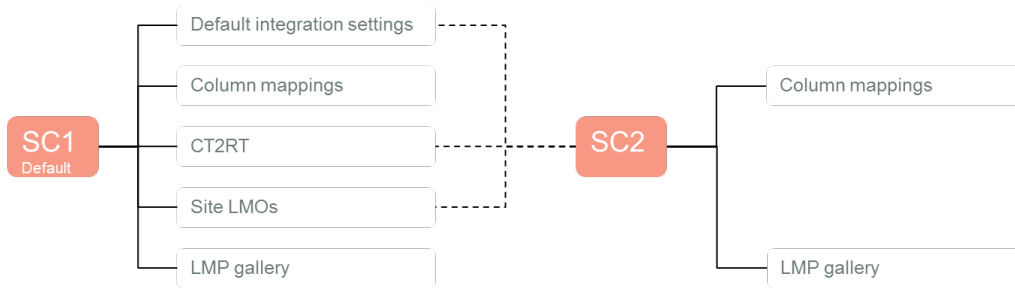 SC1
Default
Default integration settings
Column mappings
CT2RT
Site LMOs
LMP gallery
SC2
Column mappings
LMP gallery